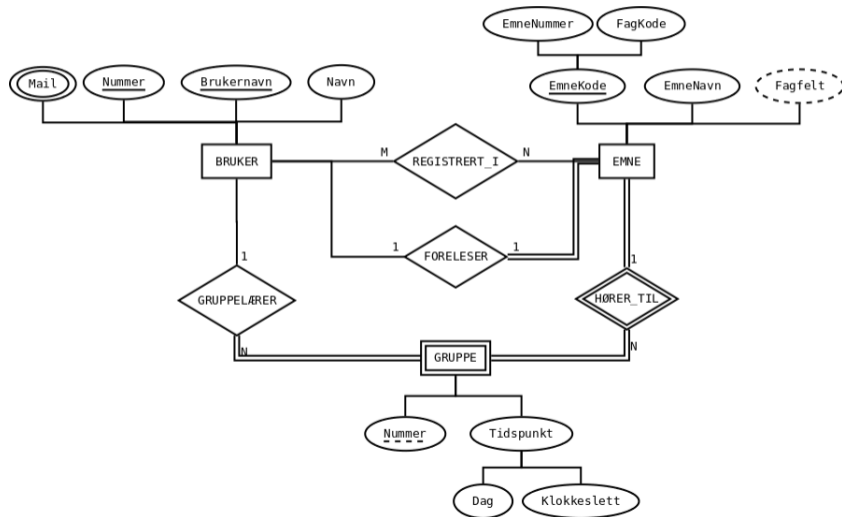 EmneNummer
FagKode
Mail
Nummer
Brukernavn
Navn
EmneKode
EmneNavn
Fagfelt
BRUKER
M
REGISTRERT_I
N
EMNE
1
FORELESER
1
1
1
GRUPPELÆRER
HØRER_TIL
N
GRUPPE
N
Nummer
Tidspunkt
Dag
Klokkeslett